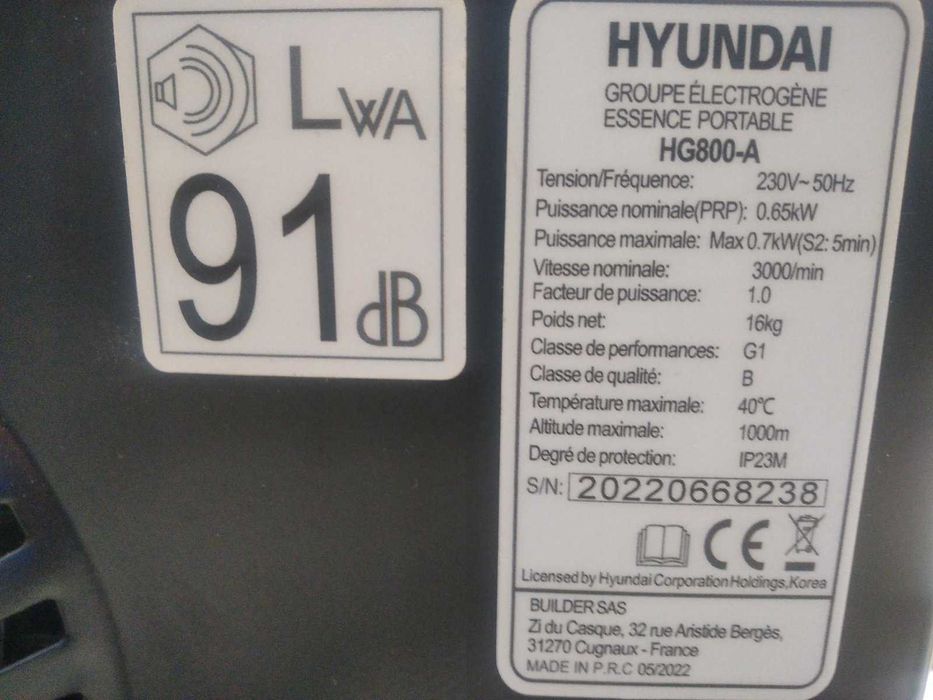 LWA
91dB
HYUNDAI
GROUPE ÉLECTROGÈNE
ESSENCE PORTABLE
HG800-A
Tension/Fréquence: 230V~50Hz
Puissance nominale(PRP): 0.65kW
Puissance maximale: Max 0.7kW(S2: 5min)
Vitesse nominale: 3000/min
Facteur de puissance: 1.0
Poids net: 16kg
Classe de performances: G1
Classe de qualité: B
Température maximale: 40℃
Altitude maximale: 1000m
Degré de protection: IP23M
S/N: 20220668238
CE
Licensed by Hyundai Corporation Holdings, Korea
BUILDER SAS
Zi du Casque, 32 rue Aristide Bergès,
31270 Cugnaux - France
MADE IN P.R.C 05/2022